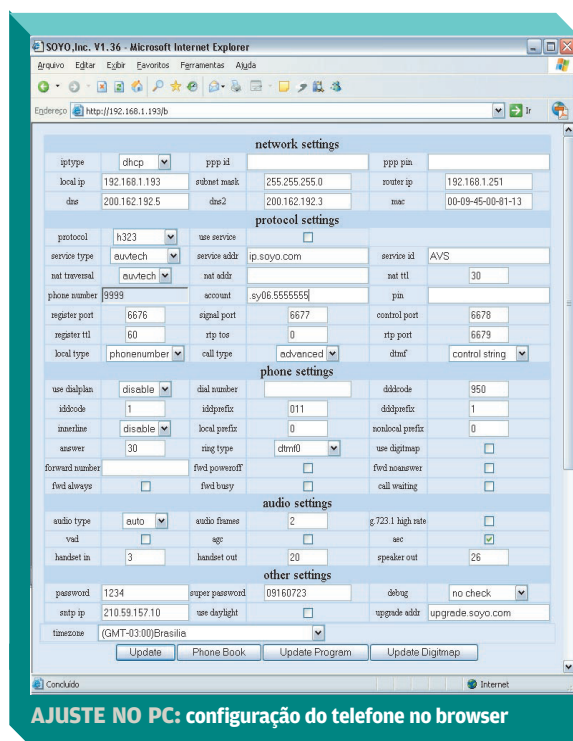 SOYO,Inc. V1.36 - Microsoft Internet Explorer
Arquivo Editar Exibir Favoritos Ferramentas Ajuda
Endereço http://192.168.1.193/b Ir
network settings
iptype dhcp ppp id ppp pin
local ip 192.168.1.193 subnet mask 255.255.255.0 router ip 192.168.1.251
dns 200.162.192.5 dns2 200.162.192.3 mac 00-09-45-00-81-13
protocol settings
protocol h323 use service
service type auvtech service addr ip.soyo.com service id AVS
nat traversal auvtech nat addr nat ttl 30
phone number 9999 account .sy06.5555555 pin
register port 6676 signal port 6677 control port 6678
register ttl 60 rtp tos 0 rtp port 6679
local type phonenumber call type advanced dtmf control string
phone settings
use dialplan disable dial number dddcode 950
iddcode 1 iddprefix 011 dddprefix 1
innerline disable local prefix 0 nonlocal prefix 0
answer 30 ring type dtmf0 use digitmap
forward number fwd poweroff fwd noanswer
fwd always fwd busy call waiting
audio settings
audio type auto audio frames 2 g.723.1 high rate
vad agc aec
handset in 3 handset out 20 speaker out 26
other settings
password 1234 super password 09160723 debug no check
sntp ip 210.59.157.10 use daylight upgrade addr upgrade.soyo.com
timezone (GMT-03:00)Brasilia
Update Phone Book Update Program Update Digitmap
Concluído Internet
AJUSTE NO PC: configuração do telefone no browser